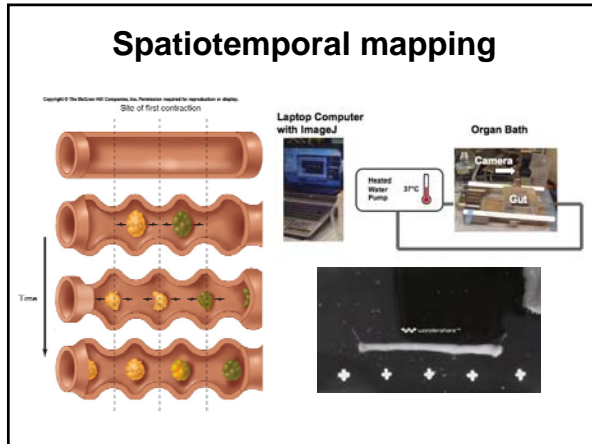 Spatiotemporal mapping
Copyright © The McGraw-Hill Companies, Inc. Permission required for reproduction or display.
Site of first contraction
Time
Laptop Computer
with ImageJ
Organ Bath
Heated
Water
Pump
37°C
Camera
Gut
wondershare™